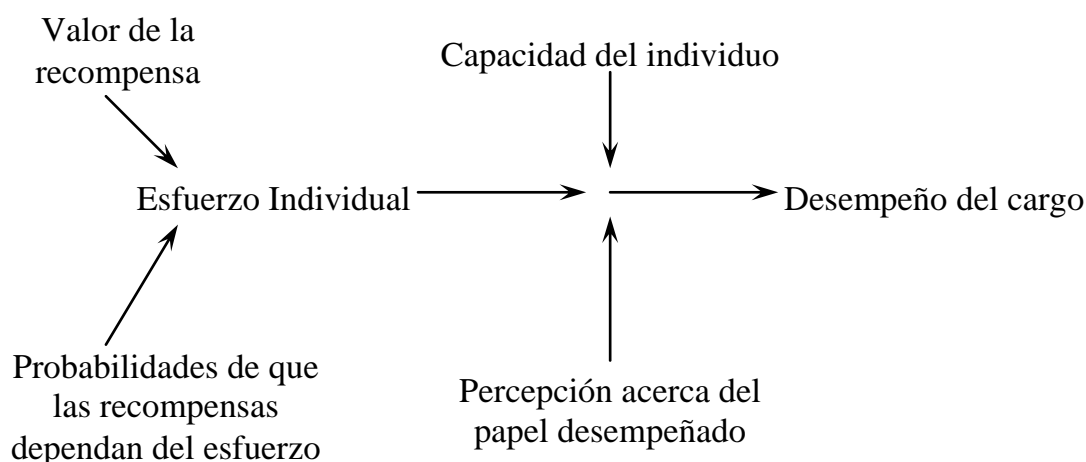 Valor de la
recompensa
Capacidad del individuo
Esfuerzo Individual
Desempeño del cargo
Probabilidades de que
las recompensas
dependan del esfuerzo
Percepción acerca del
papel desempeñado